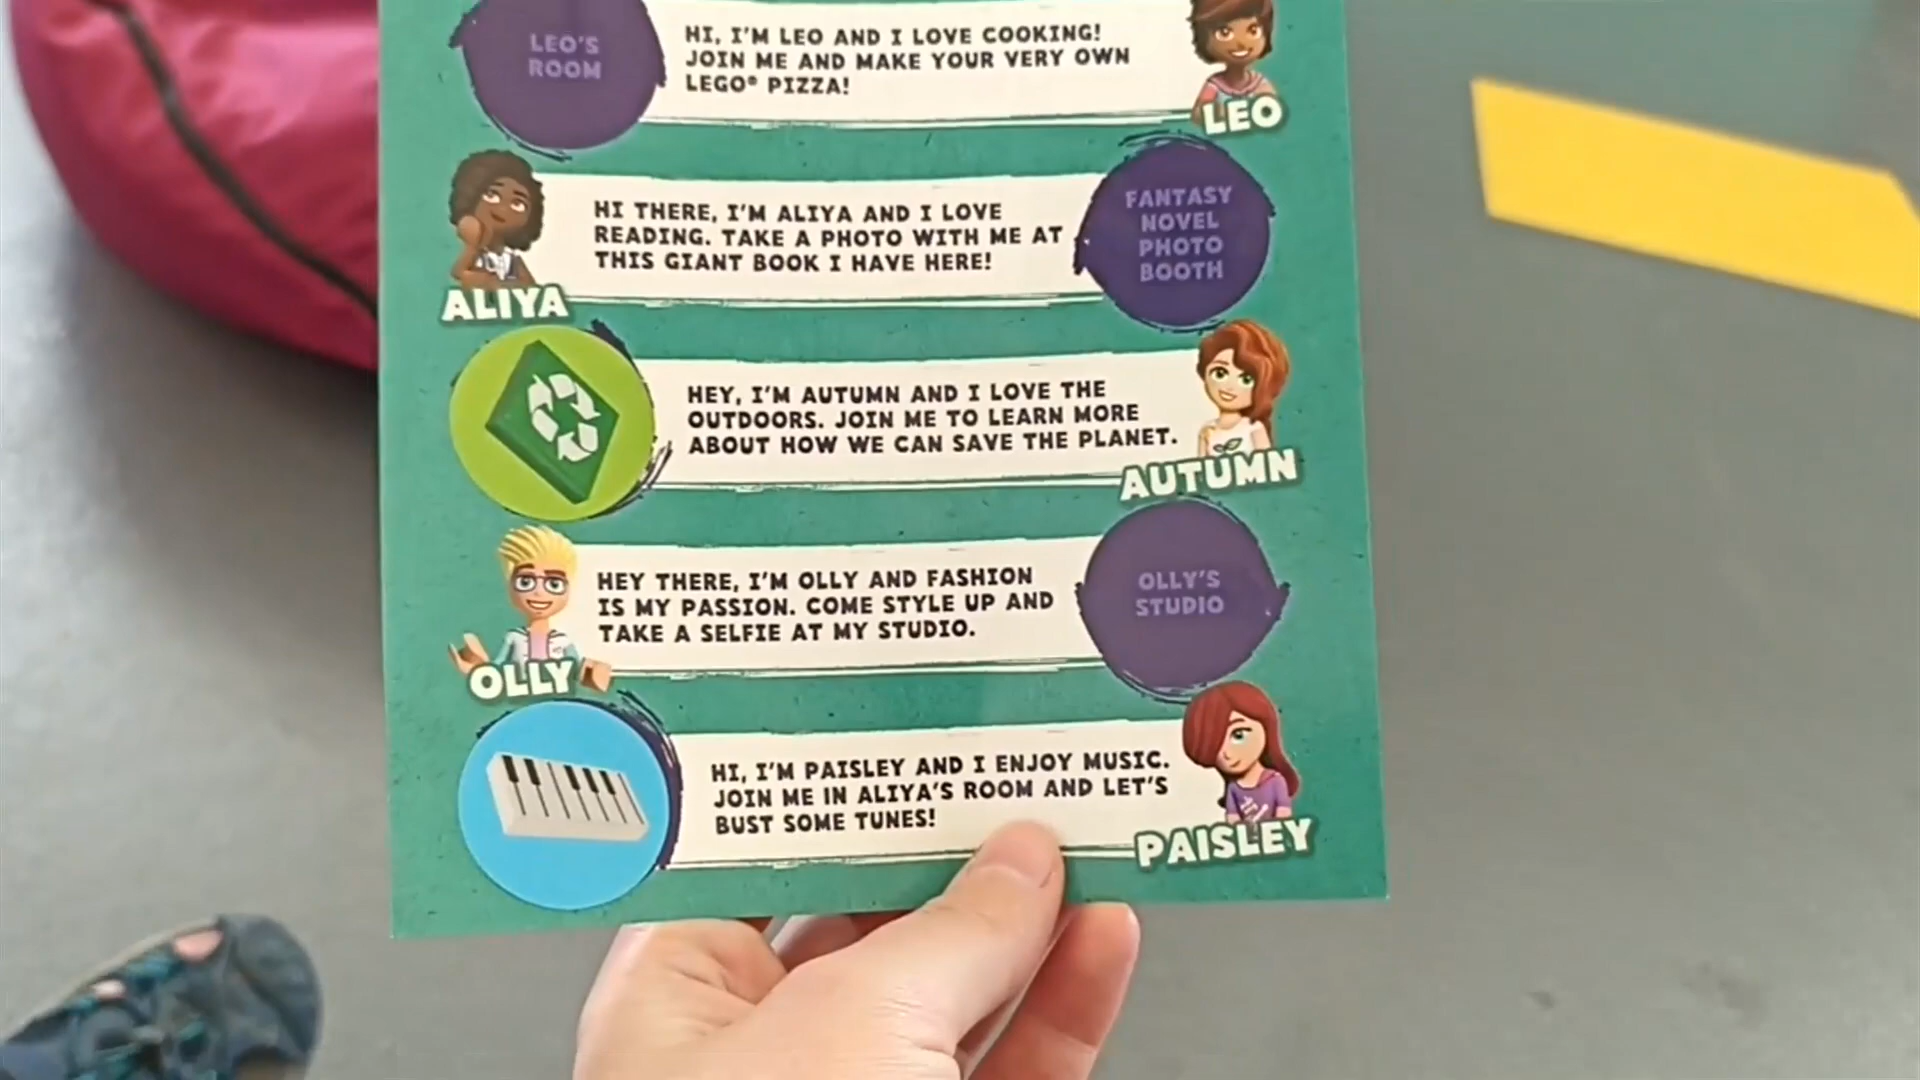 LEO'S
ROOM
HI, I'M LEO AND I LOVE COOKING!
JOIN ME AND MAKE YOUR VERY OWN
LEGO® PIZZA!
LEO
HI THERE, I'M ALIYA AND I LOVE
READING. TAKE A PHOTO WITH ME AT
THIS GIANT BOOK I HAVE HERE!
ALIYA
FANTASY
NOVEL
PHOTO
BOOTH
HEY, I'M AUTUMN AND I LOVE THE
OUTDOORS. JOIN ME TO LEARN MORE
ABOUT HOW WE CAN SAVE THE PLANET.
AUTUMN
HEY THERE, I'M OLLY AND FASHION
IS MY PASSION. COME STYLE UP AND
TAKE A SELFIE AT MY STUDIO.
OLLY
OLLY'S
STUDIO
HI, I'M PAISLEY AND I ENJOY MUSIC.
JOIN ME IN ALIYA'S ROOM AND LET'S
BUST SOME TUNES!
PAISLEY